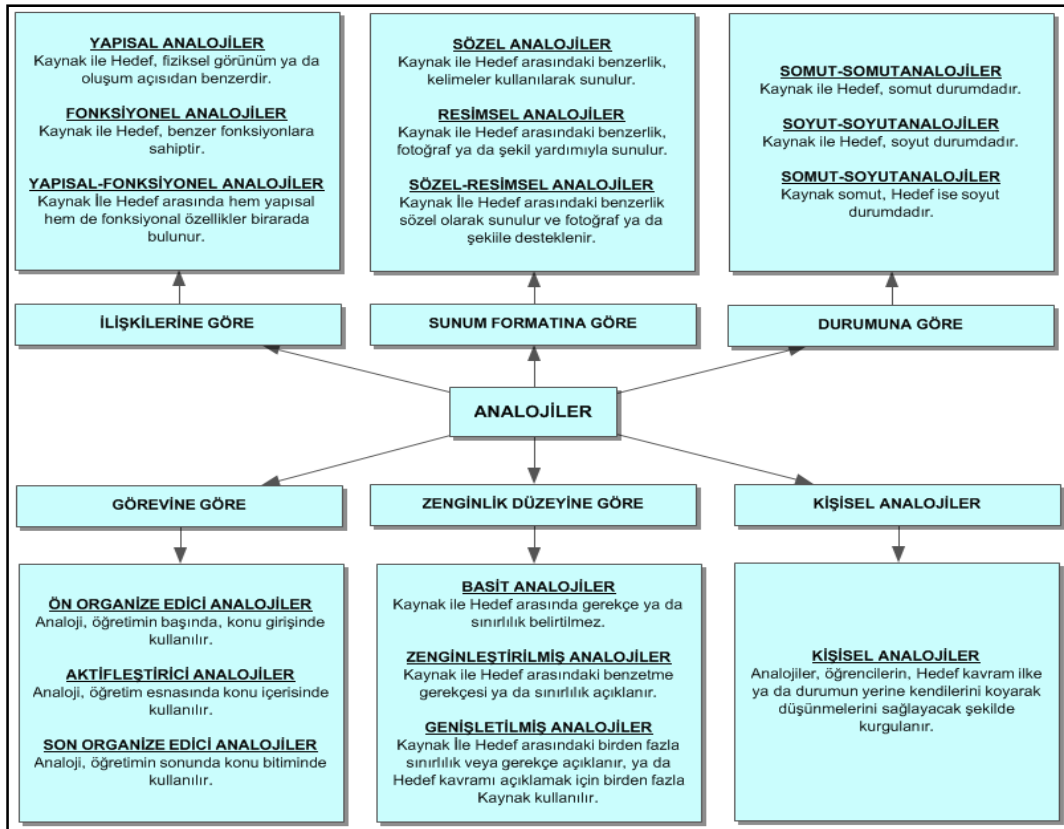 YAPISAL ANALOJİLER
Kaynak ile Hedef, fiziksel görünüm ya da
oluşum açısıdan benzerdir.
FONKSİYONEL ANALOJİLER
Kaynak ile Hedef, benzer fonksiyonlara
sahiptir.
YAPISAL-FONKSİYONEL ANALOJİLER
Kaynak İle Hedef arasında hem yapısal
hem de fonksiyonal özellikler birarada
bulunur.
SÖZEL ANALOJİLER
Kaynak ile Hedef arasındaki benzerlik,
kelimeler kullanılarak sunulur.
RESİMSEL ANALOJİLER
Kaynak ile Hedef arasındaki benzerlik,
fotoğraf ya da şekil yardımıyla sunulur.
SÖZEL-RESİMSEL ANALOJİLER
Kaynak İle Hedef arasındaki benzerlik
sözel olarak sunulur ve fotoğraf ya da
şekiile desteklenir.
SOMUT-SOMUTANALOJİLER
Kaynak ile Hedef, somut durumdadır.
SOYUT-SOYUTANALOJİLER
Kaynak ile Hedef, soyut durumdadır.
SOMUT-SOYUTANALOJİLER
Kaynak somut, Hedef ise soyut
durumdadır.
İLİŞKİLERİNE GÖRE
SUNUM FORMATINA GÖRE
DURUMUNA GÖRE
ANALOJİLER
GÖREVİNE GÖRE
ZENGİNLİK DÜZEYİNE GÖRE
KİŞİSEL ANALOJİLER
ÖN ORGANİZE EDİCİ ANALOJİLER
Analoji, öğretimin başında, konu girişinde
kullanılır.
AKTİFLEŞTİRİCİ ANALOJİLER
Analoji, öğretim esnasında konu içerisinde
kullanılır.
SON ORGANİZE EDİCİ ANALOJİLER
Analoji, öğretimin sonunda konu bitiminde
kullanılır.
BASİT ANALOJİLER
Kaynak ile Hedef arasında gerekçe ya da
sınırlılık belirtilmez.
ZENGİNLEŞTİRİLMİŞ ANALOJİLER
Kaynak ile Hedef arasındaki benzetme
gerekçesi ya da sınırlılık açıklanır.
GENİŞLETİLMİŞ ANALOJİLER
Kaynak İle Hedef arasındaki birden fazla
sınırlılık veya gerekçe açıklanır, ya da
Hedef kavramı açıklamak için birden fazla
Kaynak kullanılır.
KİŞİSEL ANALOJİLER
Analojiler, öğrencilerin, Hedef kavram ilke
ya da durumun yerine kendilerini koyarak
düşünmelerini sağlayacak şekilde
kurgulanır.